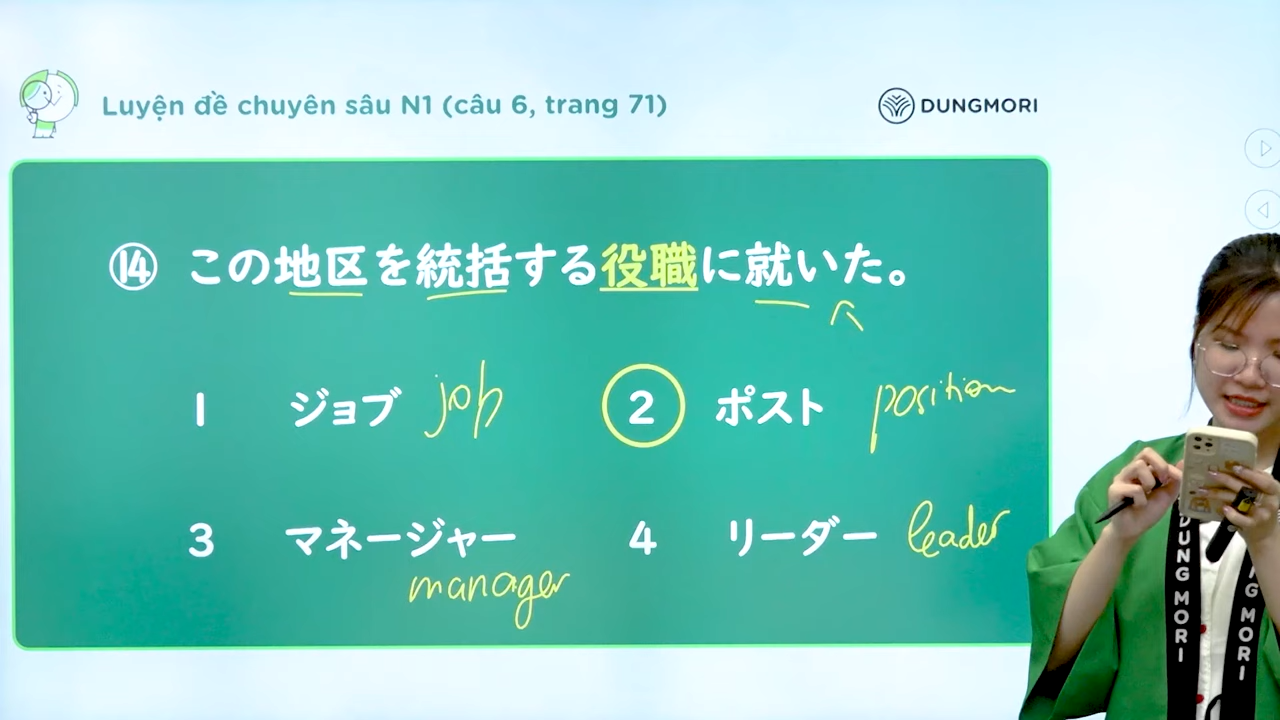 Luyện đề chuyên sâu N1 (câu 6, trang 71)
DUNGMORI
⑭ この地区を統括する役職に就いた。
1 ジョブ job
2 ポスト position
3 マネージャー
manager
4 リーダー leader
DUNG MORI
G MORI